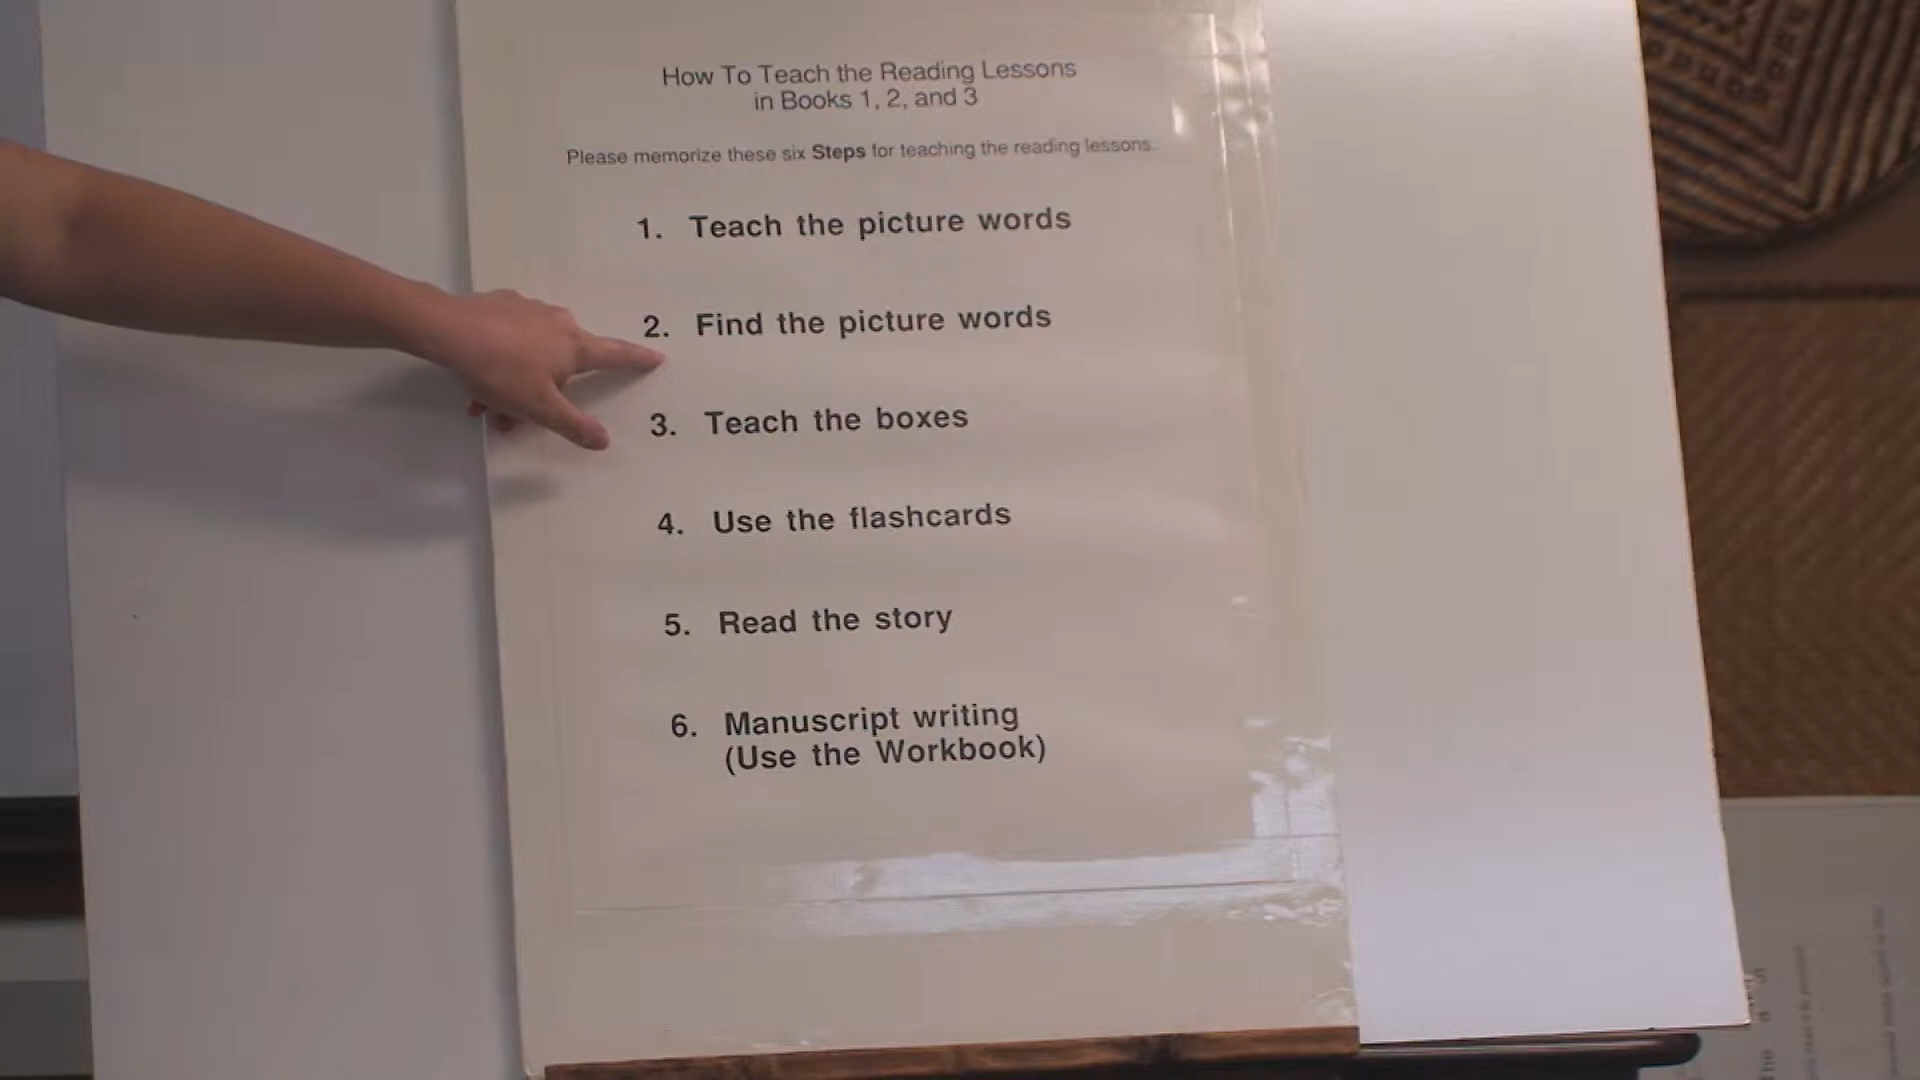 How To Teach the Reading Lessons
in Books 1, 2, and 3
Please memorize these six Steps for teaching the reading lessons.
1. Teach the picture words
2. Find the picture words
3. Teach the boxes
4. Use the flashcards
5. Read the story
6. Manuscript writing
(Use the Workbook)